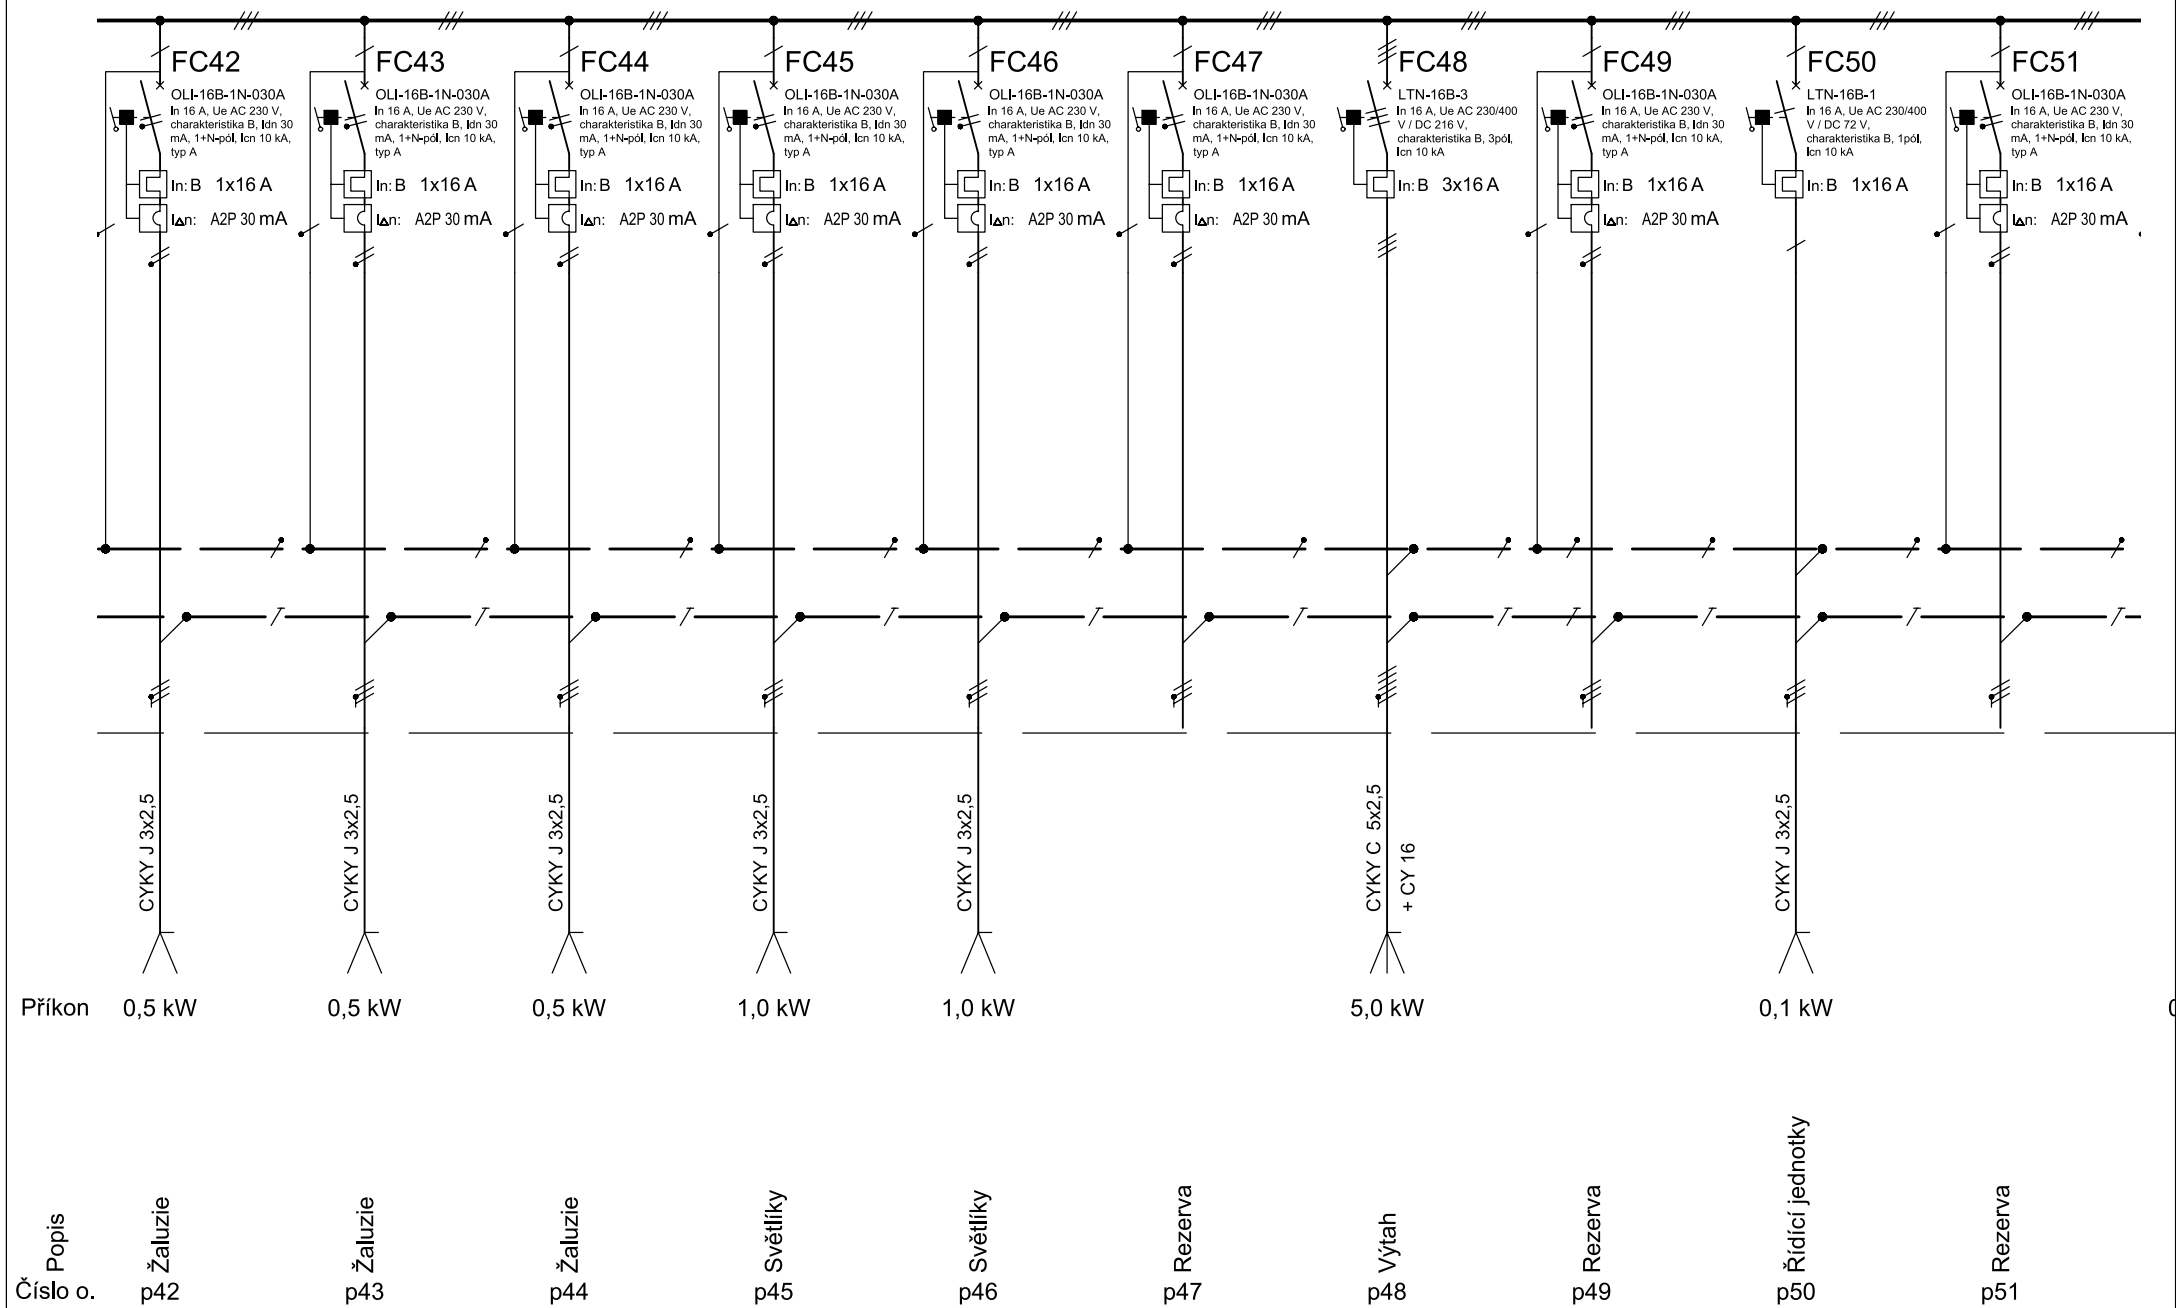 FC42
OLI-16B-1N-030A
In 16 A, Ue AC 230 V,
charakteristika B, Idn 30
mA, 1+N-pól, Icn 10 kA,
typ A
In: B 1x16 A
IΔn: A2P 30 mA
FC43
OLI-16B-1N-030A
In 16 A, Ue AC 230 V,
charakteristika B, Idn 30
mA, 1+N-pól, Icn 10 kA,
typ A
In: B 1x16 A
IΔn: A2P 30 mA
FC44
OLI-16B-1N-030A
In 16 A, Ue AC 230 V,
charakteristika B, Idn 30
mA, 1+N-pól, Icn 10 kA,
typ A
In: B 1x16 A
IΔn: A2P 30 mA
FC45
OLI-16B-1N-030A
In 16 A, Ue AC 230 V,
charakteristika B, Idn 30
mA, 1+N-pól, Icn 10 kA,
typ A
In: B 1x16 A
IΔn: A2P 30 mA
FC46
OLI-16B-1N-030A
In 16 A, Ue AC 230 V,
charakteristika B, Idn 30
mA, 1+N-pól, Icn 10 kA,
typ A
In: B 1x16 A
IΔn: A2P 30 mA
FC47
OLI-16B-1N-030A
In 16 A, Ue AC 230 V,
charakteristika B, Idn 30
mA, 1+N-pól, Icn 10 kA,
typ A
In: B 1x16 A
IΔn: A2P 30 mA
FC48
LTN-16B-3
In 16 A, Ue AC 230/400
V / DC 216 V,
charakteristika B, 3pól,
Icn 10 kA
In: B 3x16 A
FC49
OLI-16B-1N-030A
In 16 A, Ue AC 230 V,
charakteristika B, Idn 30
mA, 1+N-pól, Icn 10 kA,
typ A
In: B 1x16 A
IΔn: A2P 30 mA
FC50
LTN-16B-1
In 16 A, Ue AC 230/400
V / DC 72 V,
charakteristika B, 1pól,
Icn 10 kA
In: B 1x16 A
FC51
OLI-16B-1N-030A
In 16 A, Ue AC 230 V,
charakteristika B, Idn 30
mA, 1+N-pól, Icn 10 kA,
typ A
In: B 1x16 A
IΔn: A2P 30 mA
CYKY J 3x2,5
CYKY J 3x2,5
CYKY J 3x2,5
CYKY J 3x2,5
CYKY J 3x2,5
CYKY C 5x2,5
+ CY 16
CYKY J 3x2,5
Příkon 0,5 kW 0,5 kW 0,5 kW 1,0 kW 1,0 kW 5,0 kW 0,1 kW
Popis
Žaluzie
Žaluzie
Žaluzie
Světlíky
Světlíky
Rezerva
Výtah
Rezerva
Řídící jednotky
Rezerva
Číslo o. p42 p43 p44 p45 p46 p47 p48 p49 p50 p51